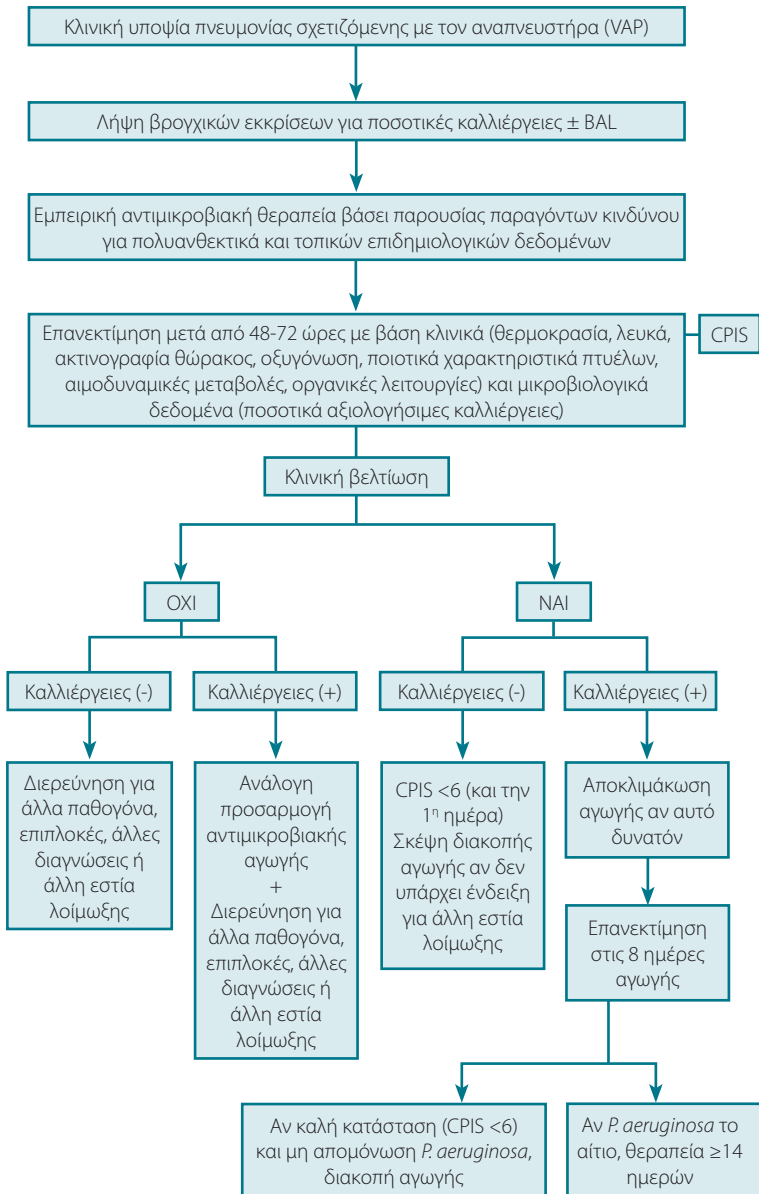 Κλινική υποψία πνευμονίας σχετιζόμενης με τον αναπνευστήρα (VAP)
Λήψη βρογχικών εκκρίσεων για ποσοτικές καλλιέργειες ± BAL
Εμπειρική αντιμικροβιακή θεραπεία βάσει παρουσίας παραγόντων κινδύνου
για πολυανθεκτικά και τοπικών επιδημιολογικών δεδομένων
Επανεκτίμηση μετά από 48-72 ώρες με βάση κλινικά (θερμοκρασία, λευκά,
ακτινογραφία θώρακος, οξυγόνωση, ποιοτικά χαρακτηριστικά πτυέλων,
αιμοδυναμικές μεταβολές, οργανικές λειτουργίες) και μικροβιολογικά
δεδομένα (ποσοτικά αξιολογήσιμες καλλιέργειες)
CPIS
Κλινική βελτίωση
ΟΧΙ
ΝΑΙ
Καλλιέργειες (-)
Καλλιέργειες (+)
Καλλιέργειες (-)
Καλλιέργειες (+)
Διερεύνηση για
άλλα παθογόνα,
επιπλοκές, άλλες
διαγνώσεις ή
άλλη εστία
λοίμωξης
Ανάλογη
προσαρμογή
αντιμικροβιακής
αγωγής
+
Διερεύνηση για
άλλα παθογόνα,
επιπλοκές, άλλες
διαγνώσεις ή
άλλη εστία
λοίμωξης
CPIS <6 (και την
1η ημέρα)
Σκέψη διακοπής
αγωγής αν δεν
υπάρχει ένδειξη
για άλλη εστία
λοίμωξης
Αποκλιμάκωση
αγωγής αν αυτό
δυνατόν
Επανεκτίμηση
στις 8 ημέρες
αγωγής
Αν καλή κατάσταση (CPIS <6)
και μη απομόνωση P. aeruginosa,
διακοπή αγωγής
Αν P. aeruginosa το
αίτιο, θεραπεία ≥14
ημερών